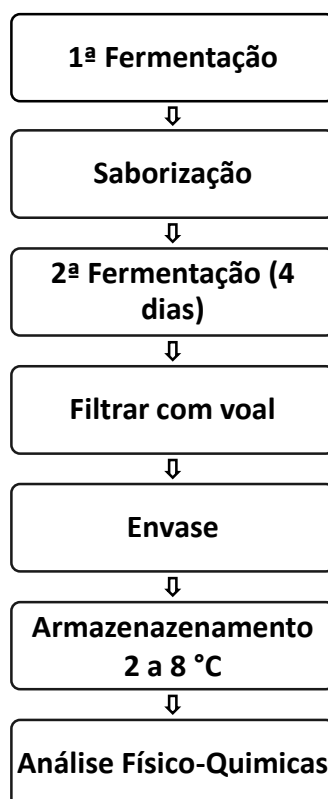 1ª Fermentação
Saborização
2ª Fermentação (4
dias)
Filtrar com voal
Envase
Armazenazenamento
2 a 8 °C
Análise Físico-Quimicas